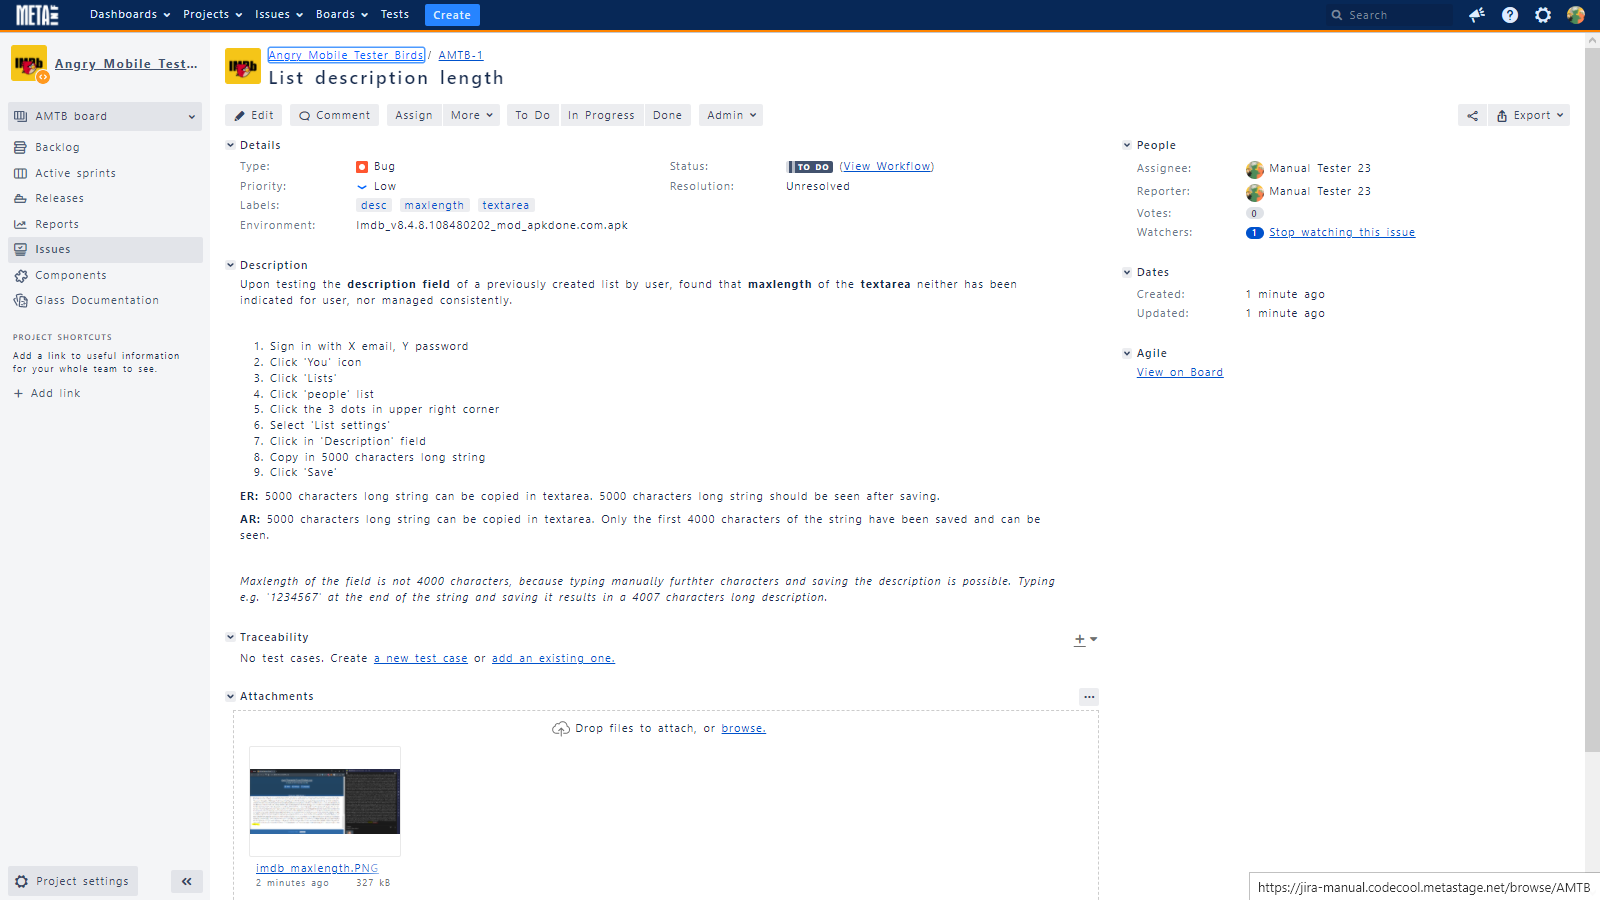 META INF Dashboards Projects Issues Boards Tests Create Search
IMDb Angry Mobile Test...
AMTB board
Backlog
Active sprints
Releases
Reports
Issues
Components
Glass Documentation
PROJECT SHORTCUTS
Add a link to useful information
for your whole team to see.
+ Add link
Project settings
Angry Mobile Tester Birds / AMTB-1
List description length
Edit Comment Assign More To Do In Progress Done Admin Export
Details
Type: Bug Status: TO DO (View Workflow)
Priority: Low Resolution: Unresolved
Labels: desc maxlength textarea
Environment: Imdb_v8.4.8.108480202_mod_apkdone.com.apk
Description
Upon testing the description field of a previously created list by user, found that maxlength of the textarea neither has been
indicated for user, nor managed consistently.
1. Sign in with X email, Y password
2. Click 'You' icon
3. Click 'Lists'
4. Click 'people' list
5. Click the 3 dots in upper right corner
6. Select 'List settings'
7. Click in 'Description' field
8. Copy in 5000 characters long string
9. Click 'Save'
ER: 5000 characters long string can be copied in textarea. 5000 characters long string should be seen after saving.
AR: 5000 characters long string can be copied in textarea. Only the first 4000 characters of the string have been saved and can be
seen.
Maxlength of the field is not 4000 characters, because typing manually furthter characters and saving the description is possible. Typing
e.g. '1234567' at the end of the string and saving it results in a 4007 characters long description.
Traceability
No test cases. Create a new test case or add an existing one.
Attachments
Drop files to attach, or browse.
imdb maxlength.PNG
2 minutes ago 327 kB
People
Assignee: Manual Tester 23
Reporter: Manual Tester 23
Votes: 0
Watchers: 1 Stop watching this issue
Dates
Created: 1 minute ago
Updated: 1 minute ago
Agile
View on Board
https://jira-manual.codecool.metastage.net/browse/AMTB